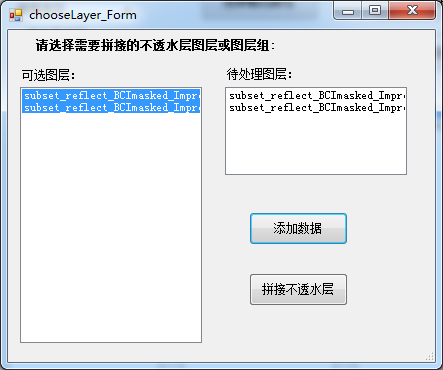 chooseLayer_Form
请选择需要拼接的不透水层图层或图层组：
可选图层：
待处理图层：
subset_reflect_BCImasked_Impr
subset_reflect_BCImasked_Impr
subset_reflect_BCImasked_Impr
subset_reflect_BCImasked_Impr
添加数据
拼接不透水层